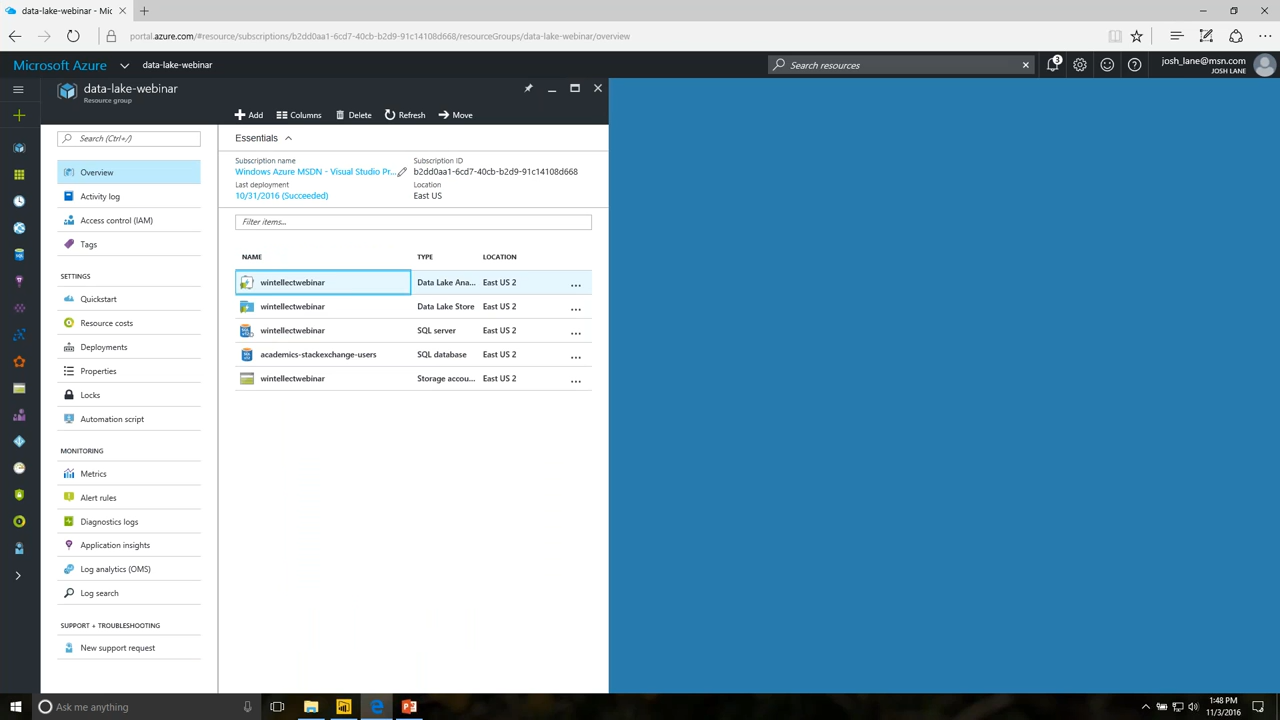 data-lake-webinar - Mic
portal.azure.com/#resource/subscriptions/b2dd0aa1-6cd7-40cb-b2d9-91c14108d668/resourceGroups/data-lake-webinar/overview
Microsoft Azure data-lake-webinar Search resources 3 josh_lane@msn.com
JOSH LANE
data-lake-webinar
Resource group
Add Columns Delete Refresh Move
Search (Ctrl+/)
Overview
Activity log
Access control (IAM)
Tags
SETTINGS
Quickstart
Resource costs
Deployments
Properties
Locks
Automation script
MONITORING
Metrics
Alert rules
Diagnostics logs
Application insights
Log analytics (OMS)
Log search
SUPPORT + TROUBLESHOOTING
New support request
Essentials
Subscription name Subscription ID
Windows Azure MSDN - Visual Studio Pr... b2dd0aa1-6cd7-40cb-b2d9-91c14108d668
Last deployment Location
10/31/2016 (Succeeded) East US
Filter items...
NAME TYPE LOCATION
wintellectwebinar Data Lake Ana... East US 2 ...
wintellectwebinar Data Lake Store East US 2 ...
wintellectwebinar SQL server East US 2 ...
academics-stackexchange-users SQL database East US 2 ...
wintellectwebinar Storage accou... East US 2 ...
Ask me anything
1:48 PM
11/3/2016